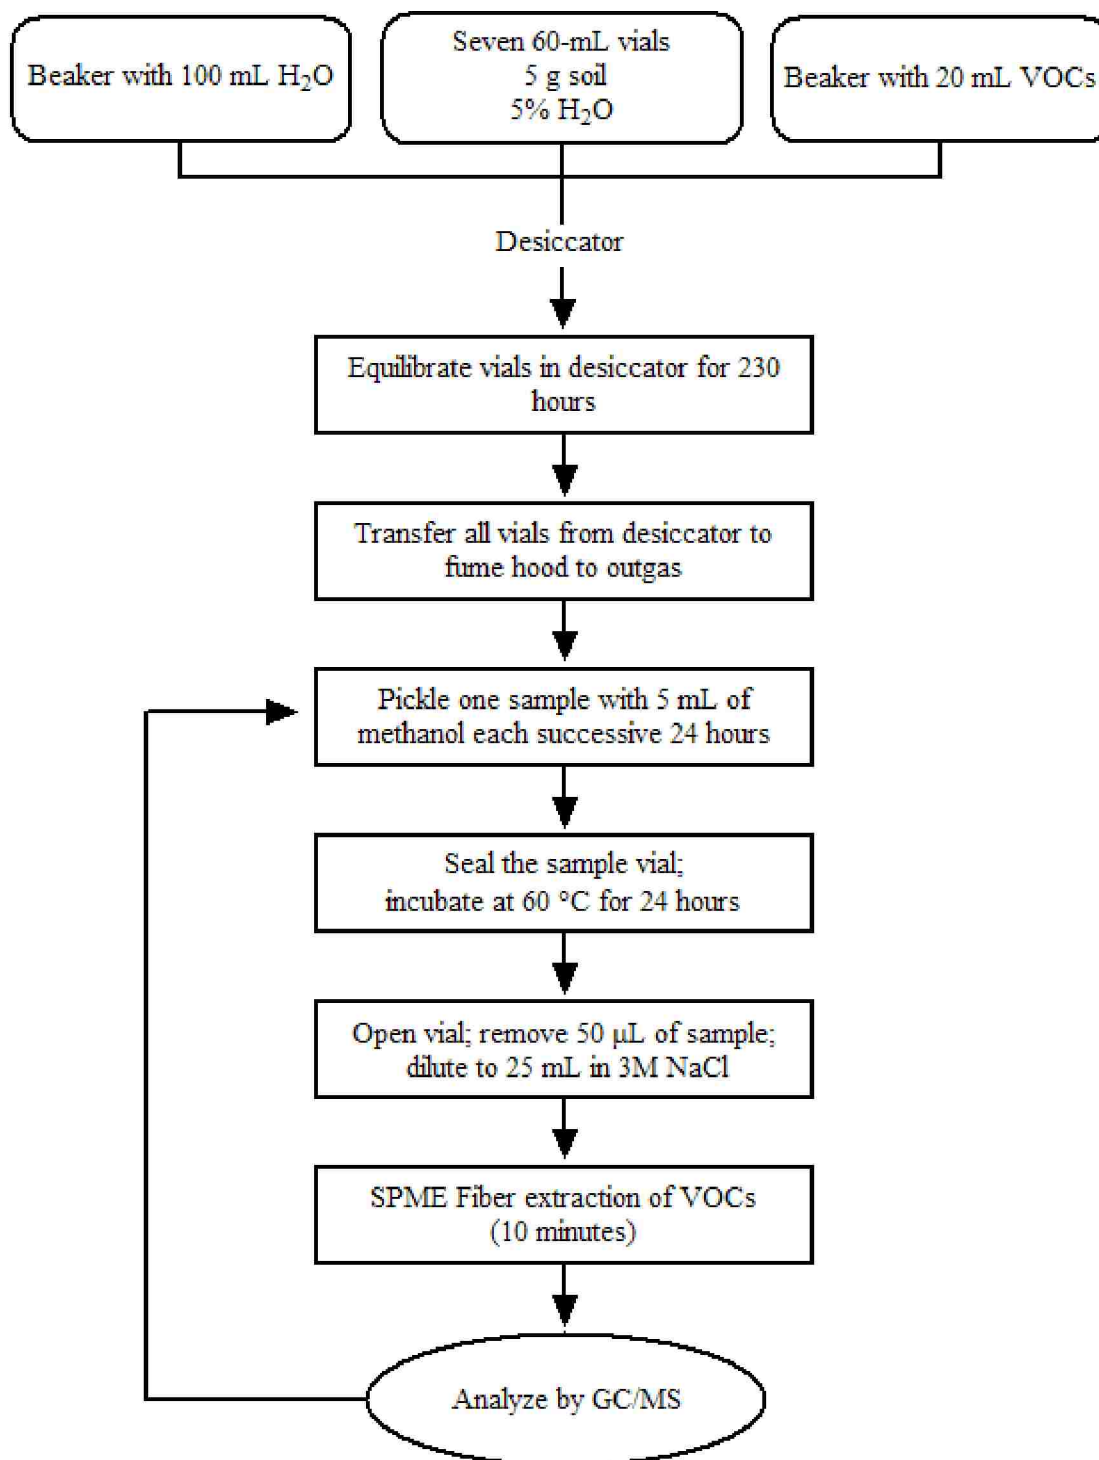 Beaker with 100 mL H₂O
Seven 60-mL vials
5 g soil
5% H₂O
Beaker with 20 mL VOCs
Desiccator
Equilibrate vials in desiccator for 230
hours
Transfer all vials from desiccator to
fume hood to outgas
Pickle one sample with 5 mL of
methanol each successive 24 hours
Seal the sample vial;
incubate at 60 °C for 24 hours
Open vial; remove 50 μL of sample;
dilute to 25 mL in 3M NaCl
SPME Fiber extraction of VOCs
(10 minutes)
Analyze by GC/MS